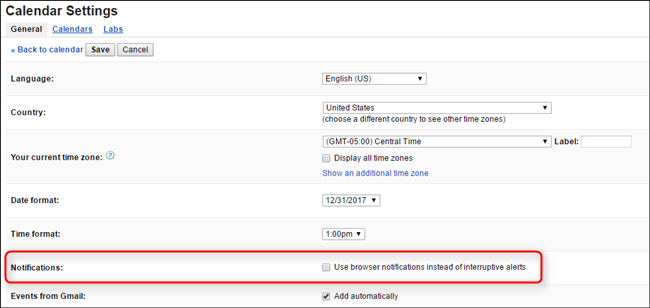 Calendar Settings
General Calendars Labs
« Back to calendar Save Cancel
Language: English (US)
Country: United States
(choose a different country to see other time zones)
Your current time zone: ? (GMT-05:00) Central Time Label:
Display all time zones
Show an additional time zone
Date format: 12/31/2017
Time format: 1:00pm
Notifications: Use browser notifications instead of interruptive alerts
Events from Gmail: Add automatically